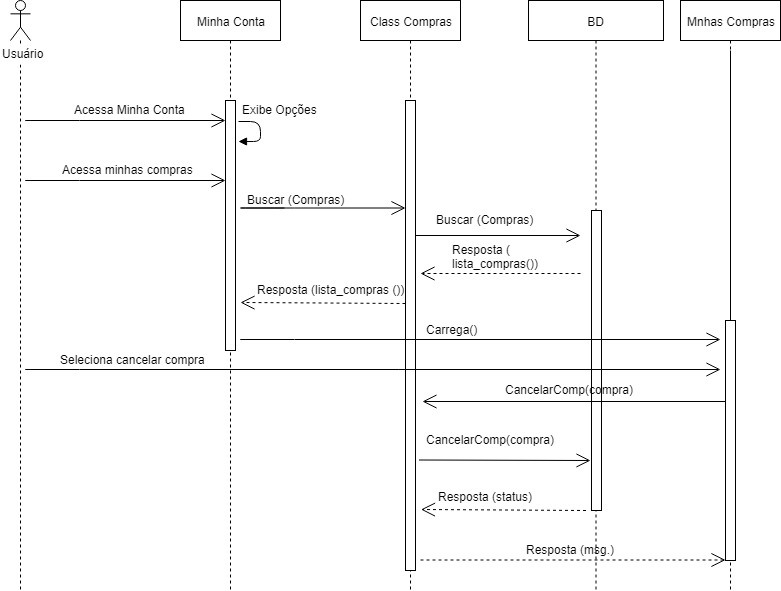 Minha Conta
Class Compras
BD
Mnhas Compras
Usuário
Acessa Minha Conta
Exibe Opções
Acessa minhas compras
Buscar (Compras)
Buscar (Compras)
Resposta (
lista_compras())
Resposta (lista_compras ())
Carrega()
Seleciona cancelar compra
CancelarComp(compra)
CancelarComp(compra)
Resposta (status)
Resposta (msg.)